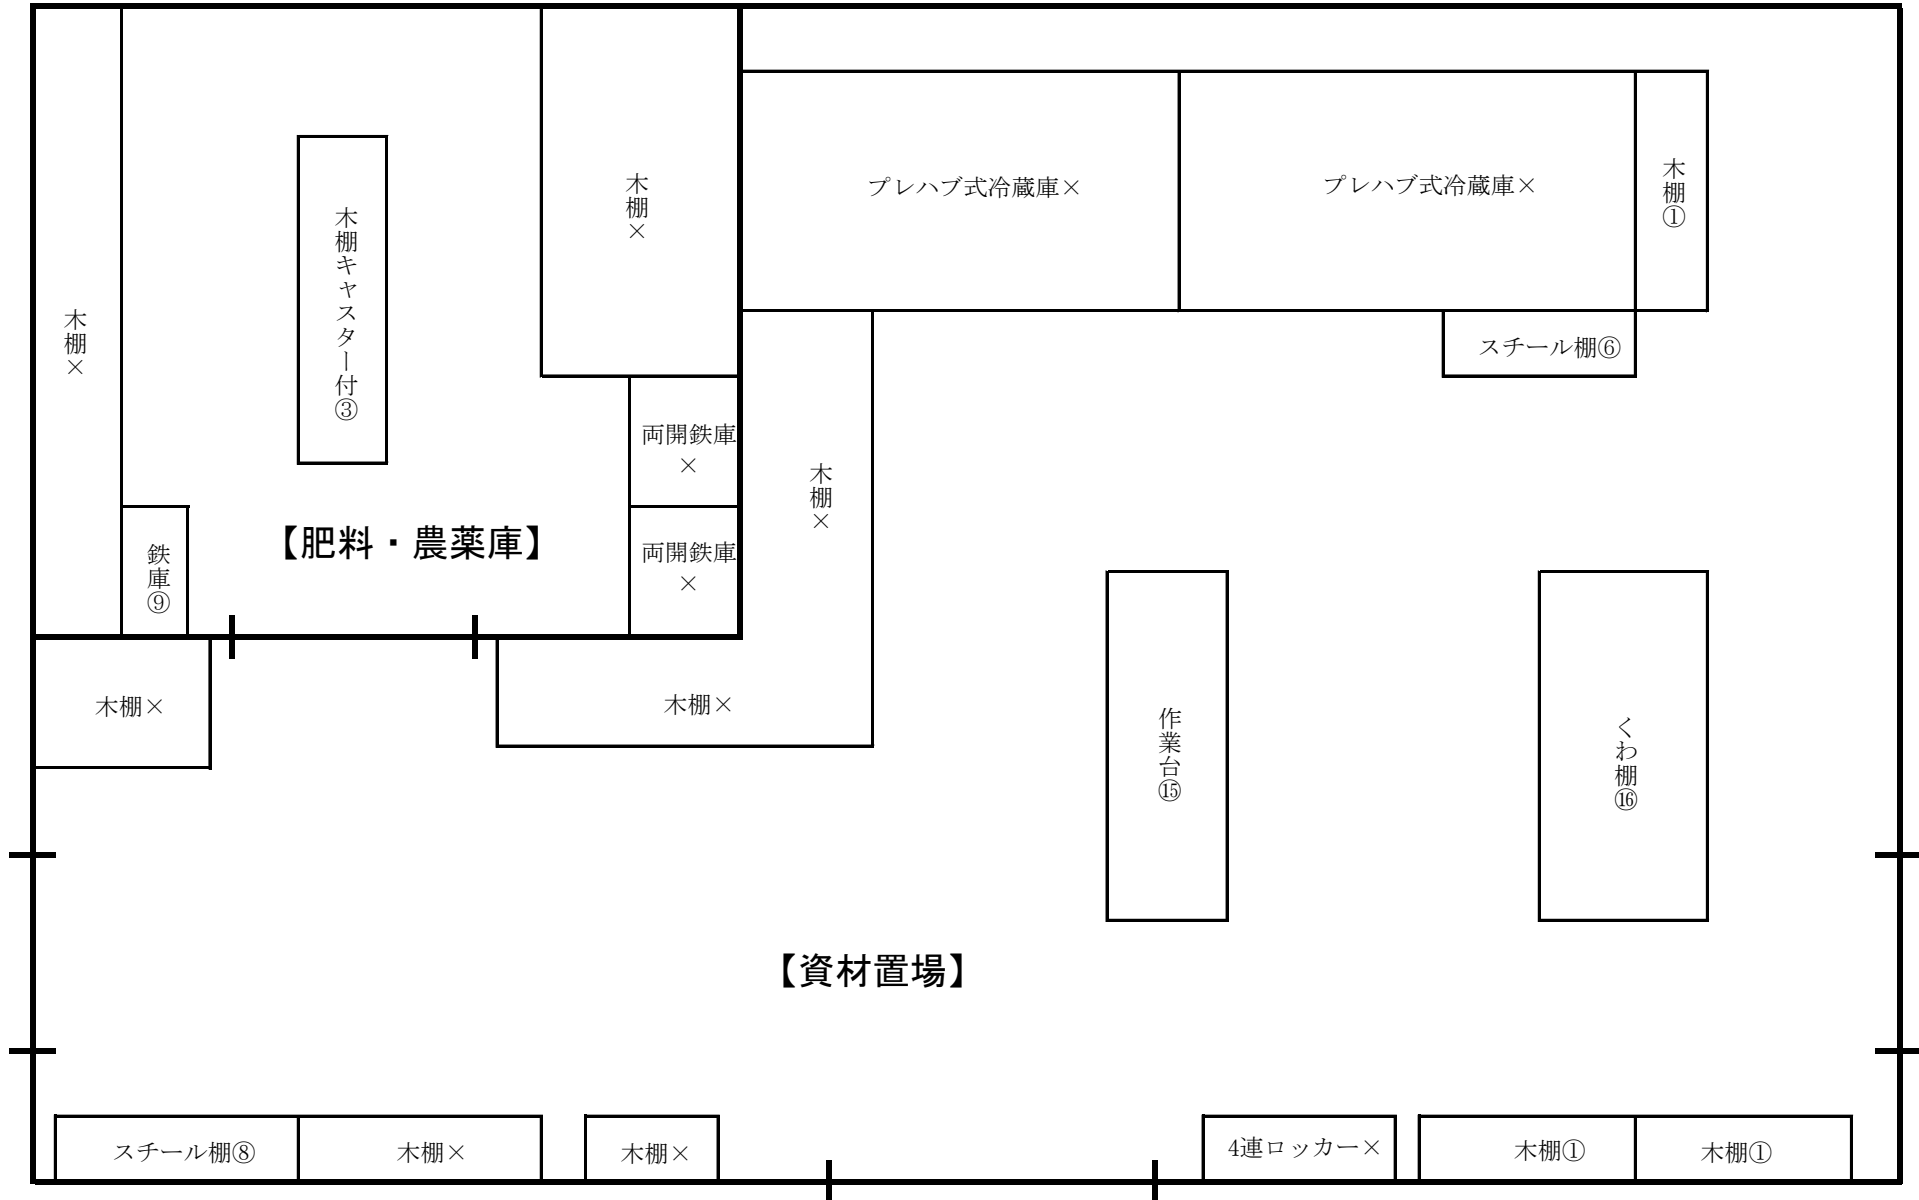 木棚×
木棚キャスター付③
木棚×
プレハブ式冷蔵庫×
プレハブ式冷蔵庫×
木棚①
スチール棚⑥
両開鉄庫
×
両開鉄庫
×
木棚×
鉄庫⑨
【肥料・農薬庫】
木棚×
木棚×
作業台⑮
くわ棚⑯
【資材置場】
スチール棚⑧
木棚×
木棚×
4連ロッカー×
木棚①
木棚①